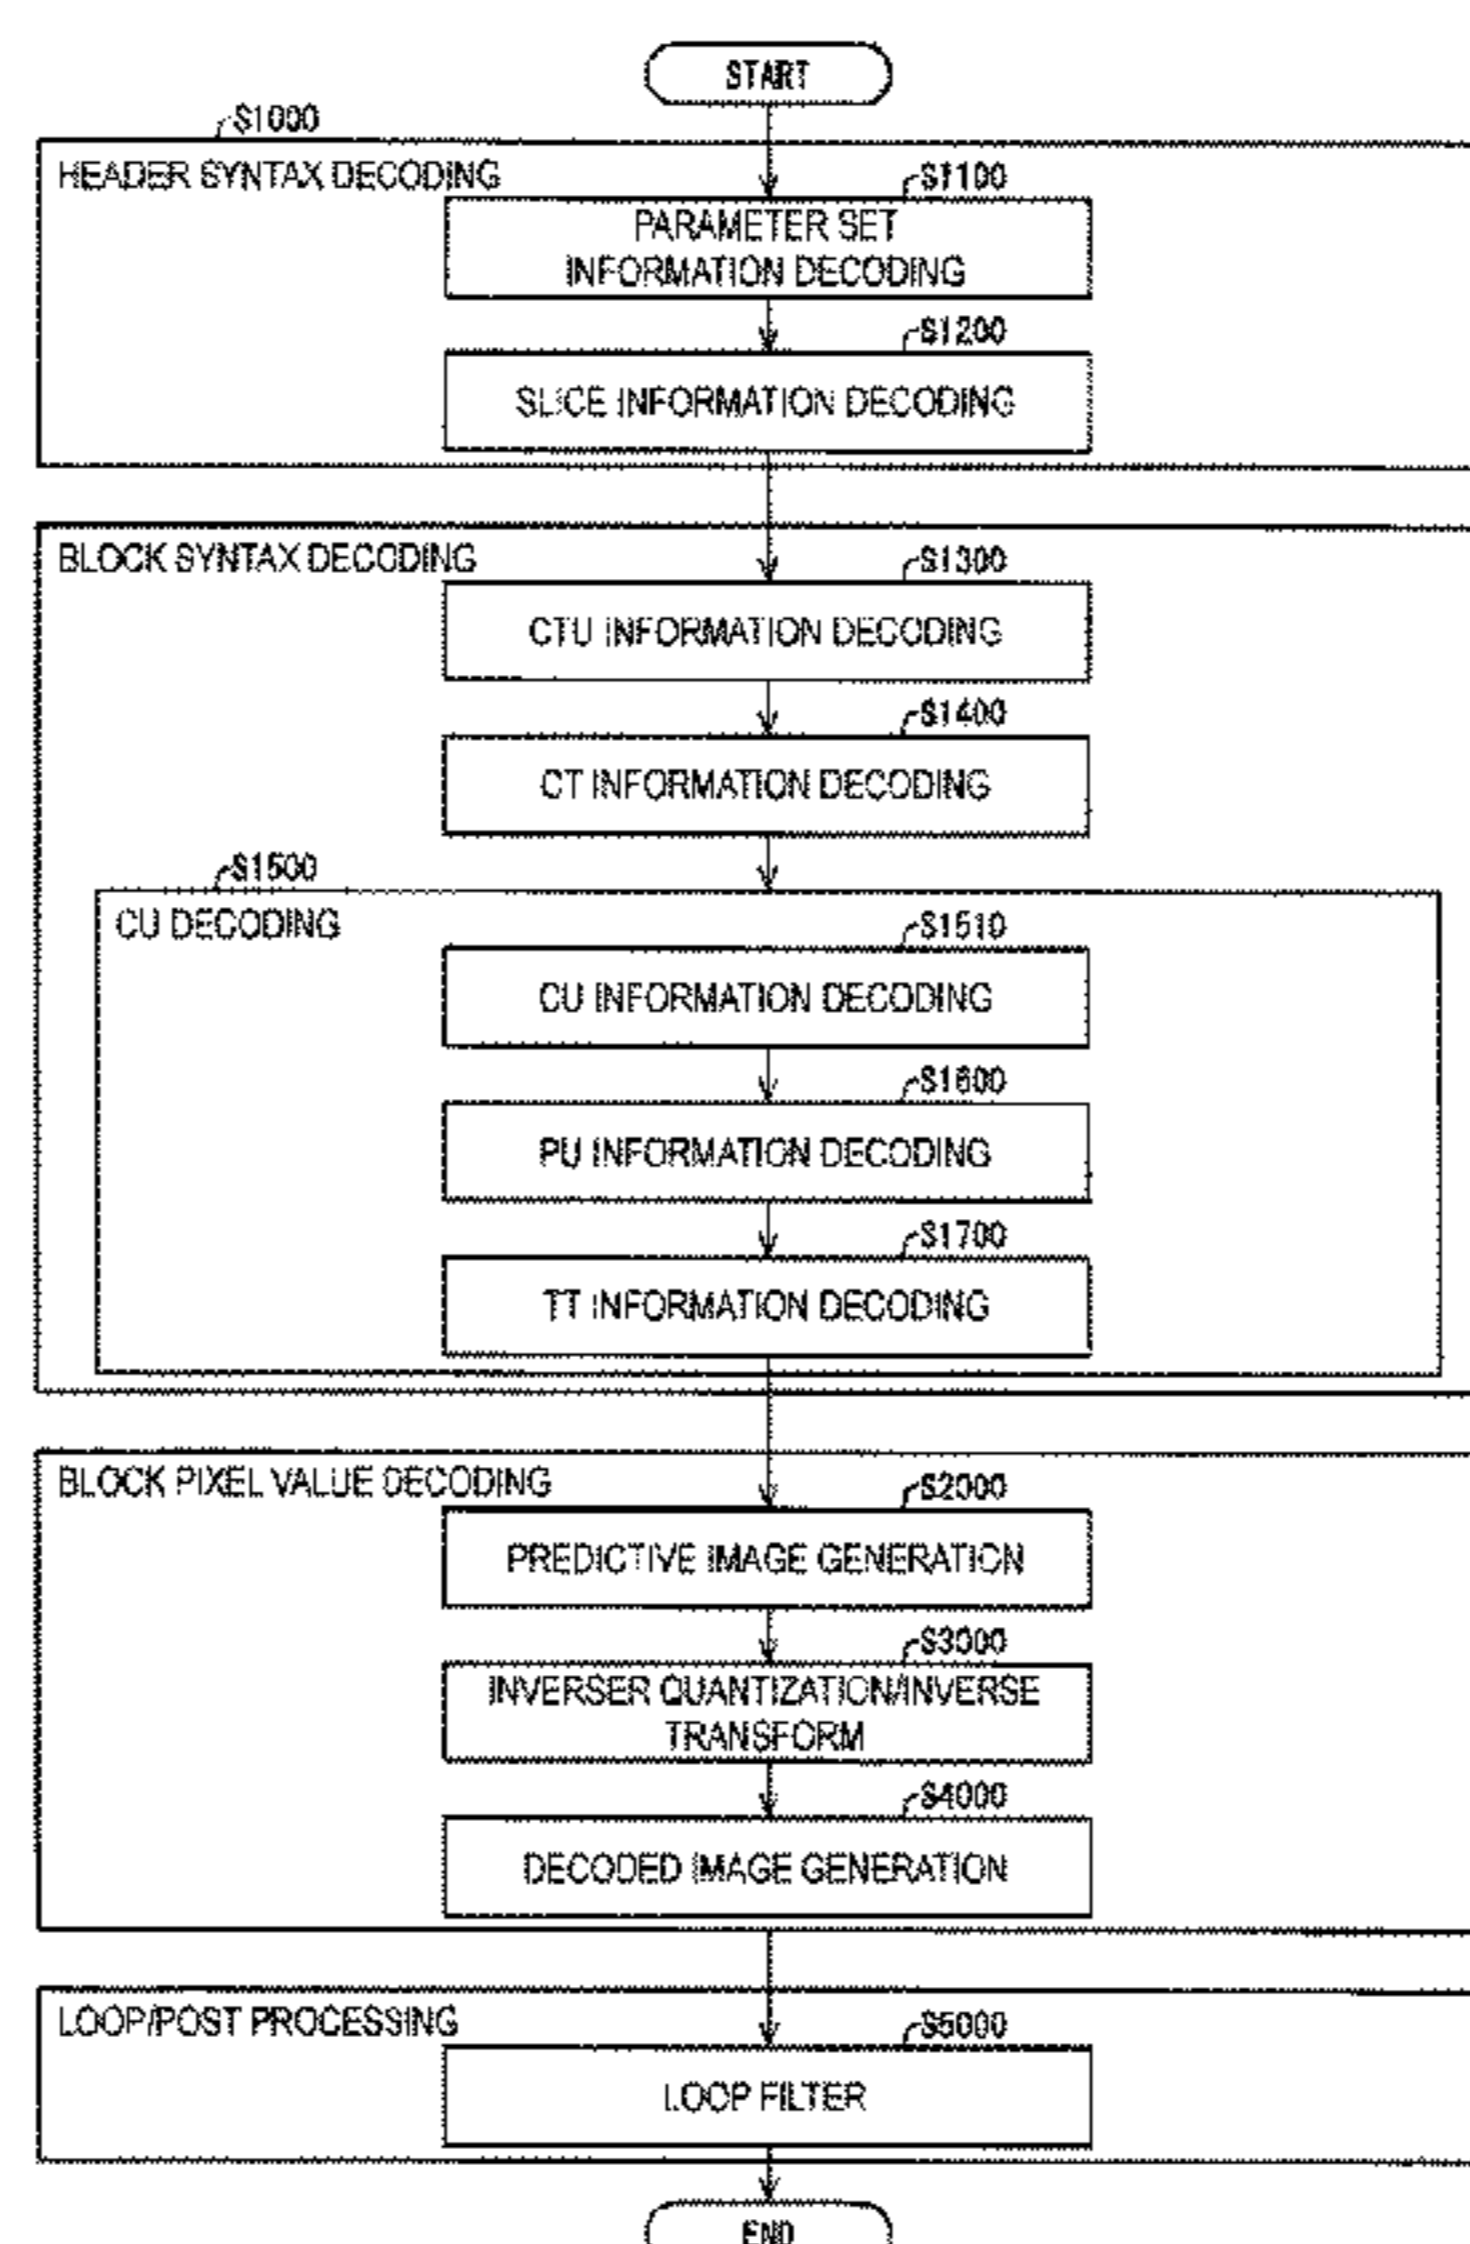 START
S1000
HEADER SYNTAX DECODING
S1100
PARAMETER SET
INFORMATION DECODING
S1200
SLICE INFORMATION DECODING
BLOCK SYNTAX DECODING
S1300
CTU INFORMATION DECODING
S1400
CT INFORMATION DECODING
S1500
CU DECODING
S1510
CU INFORMATION DECODING
S1600
PU INFORMATION DECODING
S1700
TT INFORMATION DECODING
BLOCK PIXEL VALUE DECODING
S2000
PREDICTIVE IMAGE GENERATION
S3000
INVERSER QUANTIZATION/INVERSE
TRANSFORM
S4000
DECODED IMAGE GENERATION
LOOP/POST PROCESSING
S5000
LOOP FILTER
END